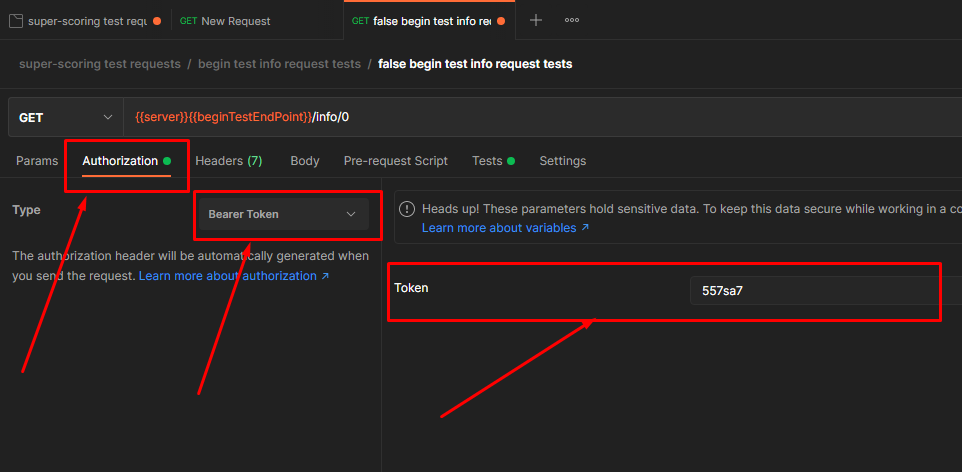 super-scoring test requ
GET New Request
GET false begin test info re
super-scoring test requests / begin test info request tests / false begin test info request tests
GET
{{server}}{{beginTestEndPoint}}/info/0
Params
Authorization
Headers (7)
Body
Pre-request Script
Tests
Settings
Type
Bearer Token
The authorization header will be automatically generated when
you send the request. Learn more about authorization ↗
Heads up! These parameters hold sensitive data. To keep this data secure while working in a co
Learn more about variables ↗
Token
557sa7